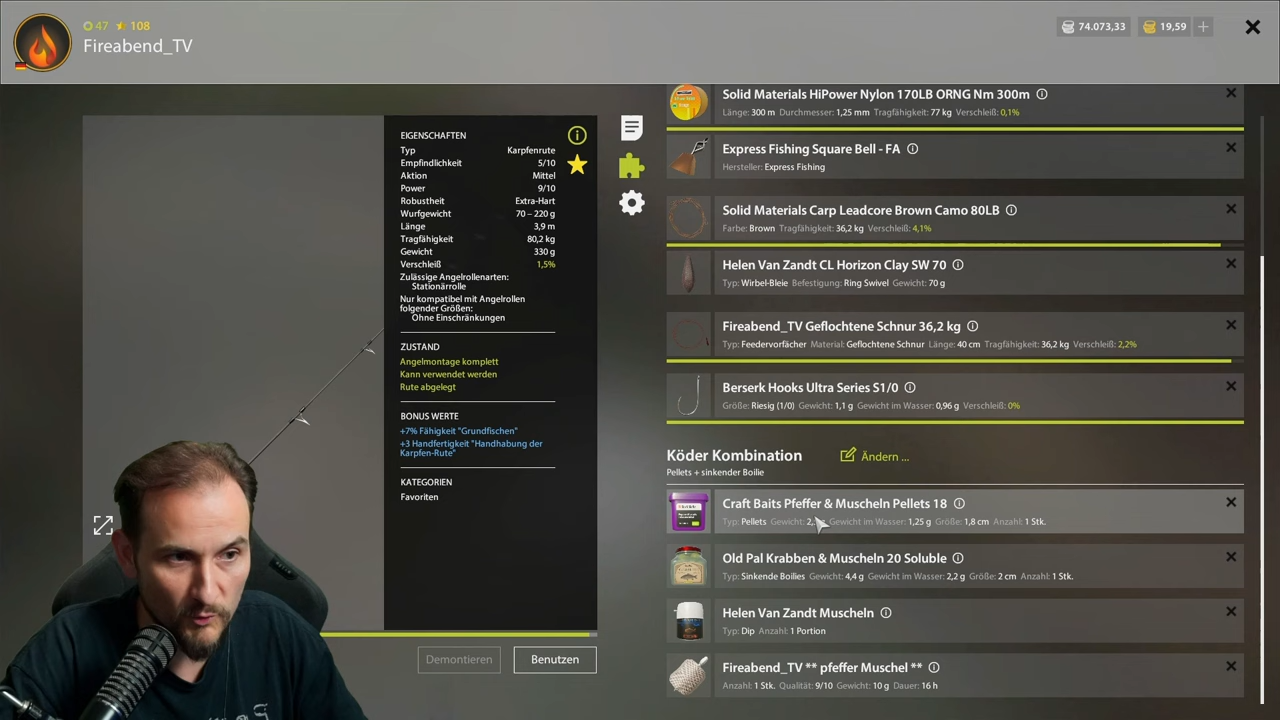 47 108
Fireabend_TV
74.073,33 19,59
EIGENSCHAFTEN
Typ Karpfenrute
Empfindlichkeit 5/10
Aktion Mittel
Power 9/10
Robustheit Extra-Hart
Wurfgewicht 70 – 220 g
Länge 3,9 m
Tragfähigkeit 80,2 kg
Gewicht 330 g
Verschleiß 1,5%
Zulässige Angelrollenarten:
Stationärrolle
Nur kompatibel mit Angelrollen
folgender Größen:
Ohne Einschränkungen
ZUSTAND
Angelmontage komplett
Kann verwendet werden
Rute abgelegt
BONUS WERTE
+7% Fähigkeit "Grundfischen"
+3 Handfertigkeit "Handhabung der
Karpfen-Rute"
KATEGORIEN
Favoriten
Demontieren
Benutzen
Solid Materials HiPower Nylon 170LB ORNG Nm 300m
Länge: 300 m Durchmesser: 1,25 mm Tragfähigkeit: 77 kg Verschleiß: 0,1%
Express Fishing Square Bell - FA
Hersteller: Express Fishing
Solid Materials Carp Leadcore Brown Camo 80LB
Farbe: Brown Tragfähigkeit: 36,2 kg Verschleiß: 4,1%
Helen Van Zandt CL Horizon Clay SW 70
Typ: Wirbel-Bleie Befestigung: Ring Swivel Gewicht: 70 g
Fireabend_TV Geflochtene Schnur 36,2 kg
Typ: Feedervorfächer Material: Geflochtene Schnur Länge: 40 cm Tragfähigkeit: 36,2 kg Verschleiß: 2,2%
Berserk Hooks Ultra Series S1/0
Größe: Riesig (1/0) Gewicht: 1,1 g Gewicht im Wasser: 0,96 g Verschleiß: 0%
Köder Kombination Ändern ...
Pellets + sinkender Boilie
Craft Baits Pfeffer & Muscheln Pellets 18
Typ: Pellets Gewicht: Gewicht im Wasser: 1,25 g Größe: 1,8 cm Anzahl: 1 Stk.
Old Pal Krabben & Muscheln 20 Soluble
Typ: Sinkende Boilies Gewicht: 4,4 g Gewicht im Wasser: 2,2 g Größe: 2 cm Anzahl: 1 Stk.
Helen Van Zandt Muscheln
Typ: Dip Anzahl: 1 Portion
Fireabend_TV ** pfeffer Muschel **
Anzahl: 1 Stk. Qualität: 9/10 Gewicht: 10 g Dauer: 16 h